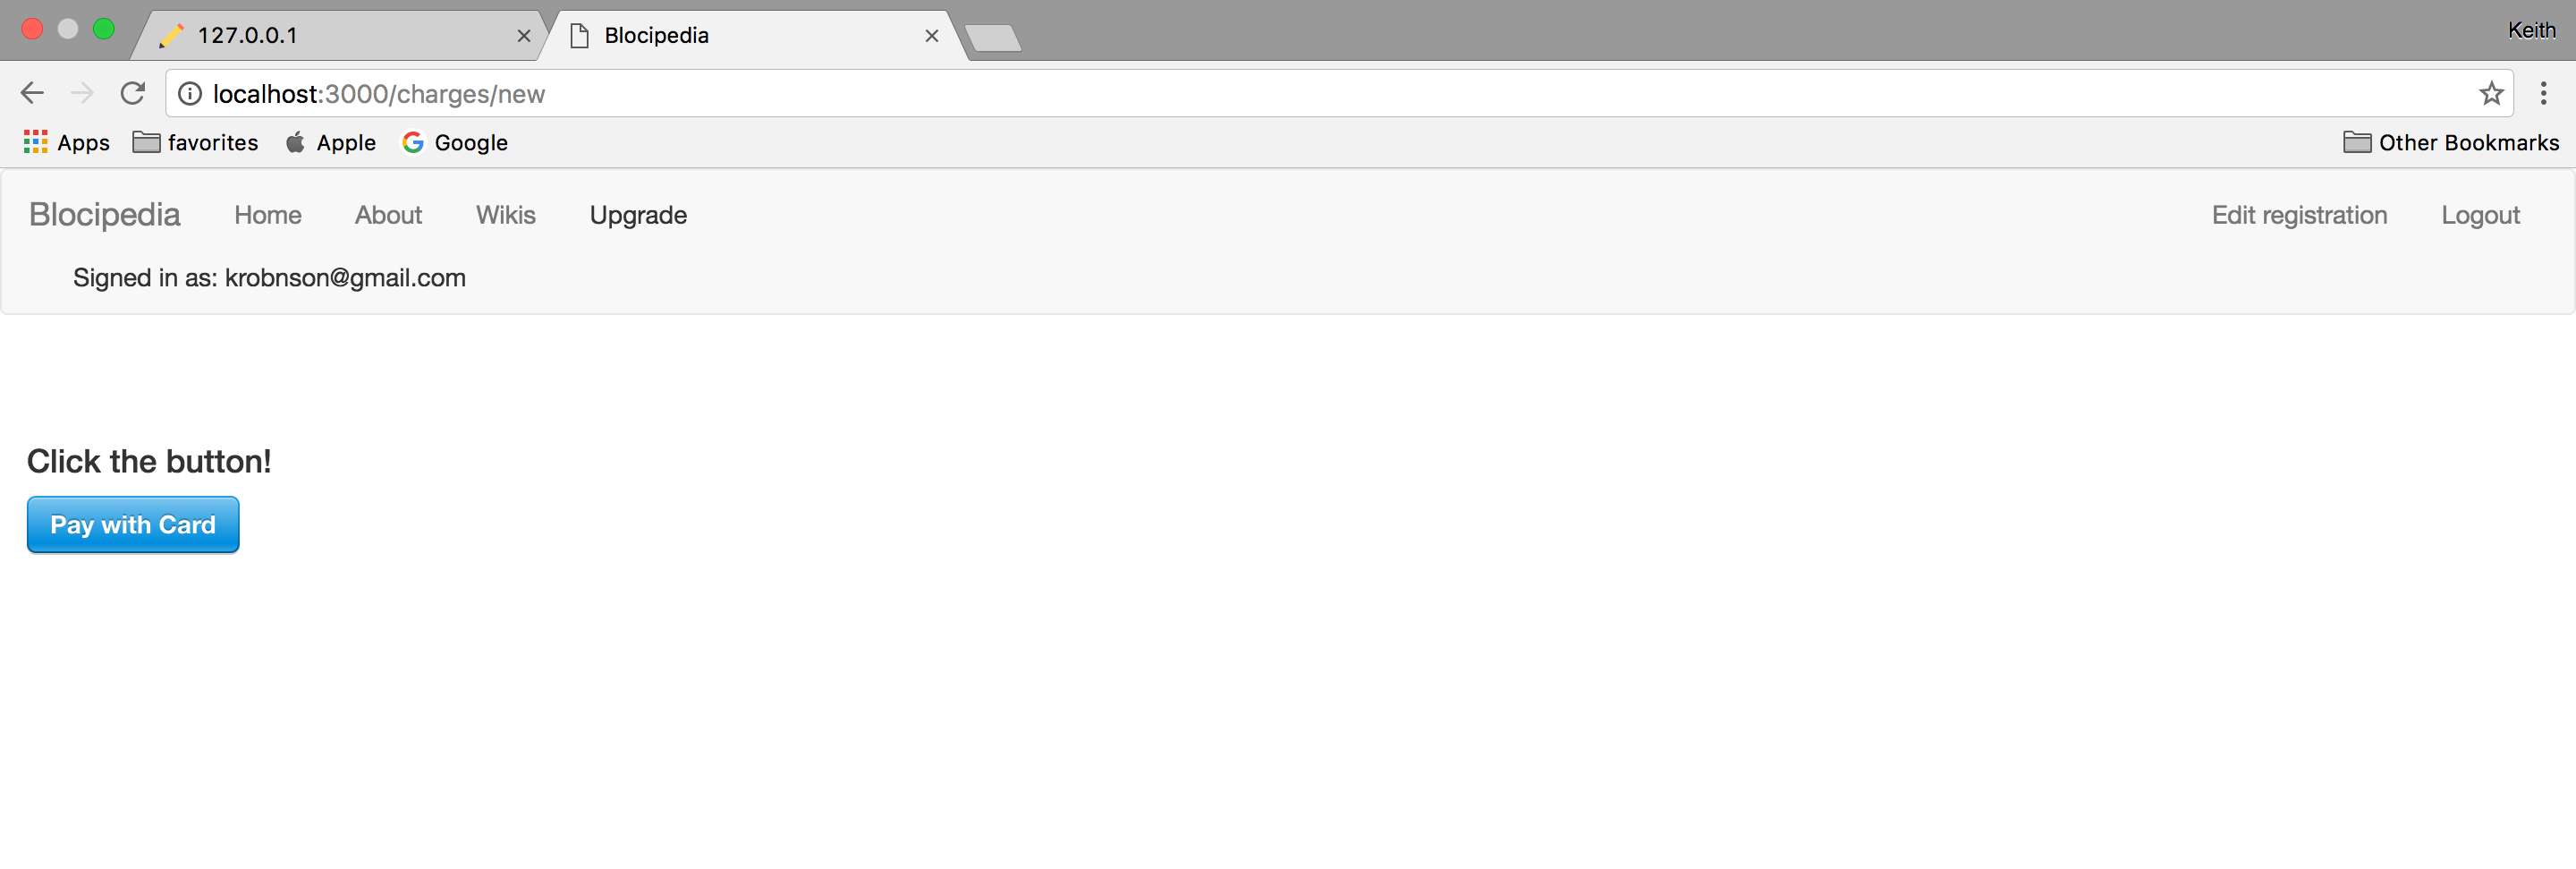 127.0.0.1 Blocipedia Keith
localhost:3000/charges/new
Apps favorites Apple Google Other Bookmarks
Blocipedia Home About Wikis Upgrade Edit registration Logout
Signed in as: krobnson@gmail.com
Click the button!
Pay with Card